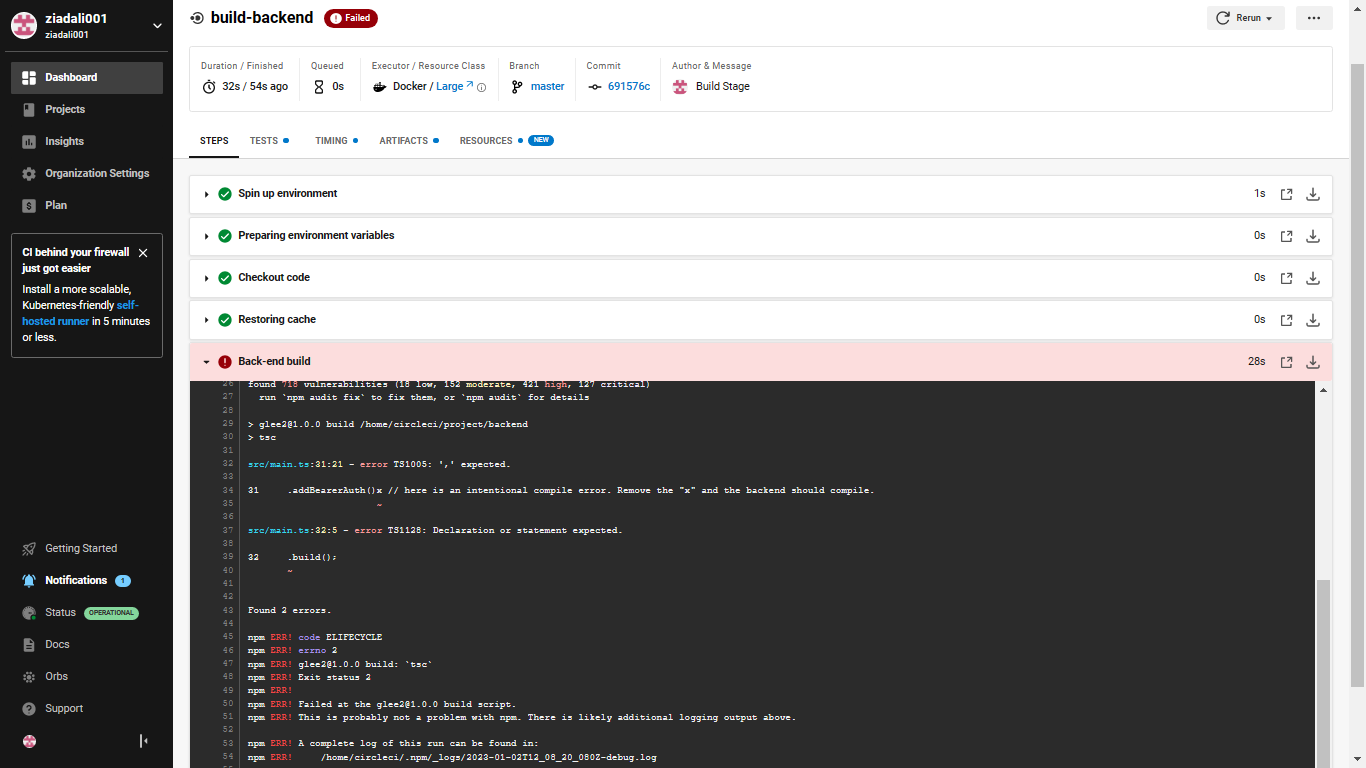 ziadali001
ziadali001
Dashboard
Projects
Insights
Organization Settings
Plan
CI behind your firewall
just got easier
Install a more scalable,
Kubernetes-friendly self-
hosted runner in 5 minutes
or less.
Getting Started
Notifications 1
Status OPERATIONAL
Docs
Orbs
Support
build-backend Failed
Rerun
Duration / Finished
32s / 54s ago
Queued
0s
Executor / Resource Class
Docker / Large
Branch
master
Commit
691576c
Author & Message
Build Stage
STEPS TESTS TIMING ARTIFACTS RESOURCES NEW
Spin up environment 1s
Preparing environment variables 0s
Checkout code 0s
Restoring cache 0s
Back-end build 28s
26 found 718 vulnerabilities (18 low, 152 moderate, 421 high, 127 critical)
27 run `npm audit fix` to fix them, or `npm audit` for details
28
29 > glee2@1.0.0 build /home/circleci/project/backend
30 > tsc
31
32 src/main.ts:31:21 - error TS1005: ',' expected.
33
34 31 .addBearerAuth()x // here is an intentional compile error. Remove the "x" and the backend should compile.
35 ~
36
37 src/main.ts:32:5 - error TS1128: Declaration or statement expected.
38
39 32 .build();
40 ~
41
42
43 Found 2 errors.
44
45 npm ERR! code ELIFECYCLE
46 npm ERR! errno 2
47 npm ERR! glee2@1.0.0 build: `tsc`
48 npm ERR! Exit status 2
49 npm ERR!
50 npm ERR! Failed at the glee2@1.0.0 build script.
51 npm ERR! This is probably not a problem with npm. There is likely additional logging output above.
52
53 npm ERR! A complete log of this run can be found in:
54 npm ERR! /home/circleci/.npm/_logs/2023-01-02T12_08_20_080Z-debug.log